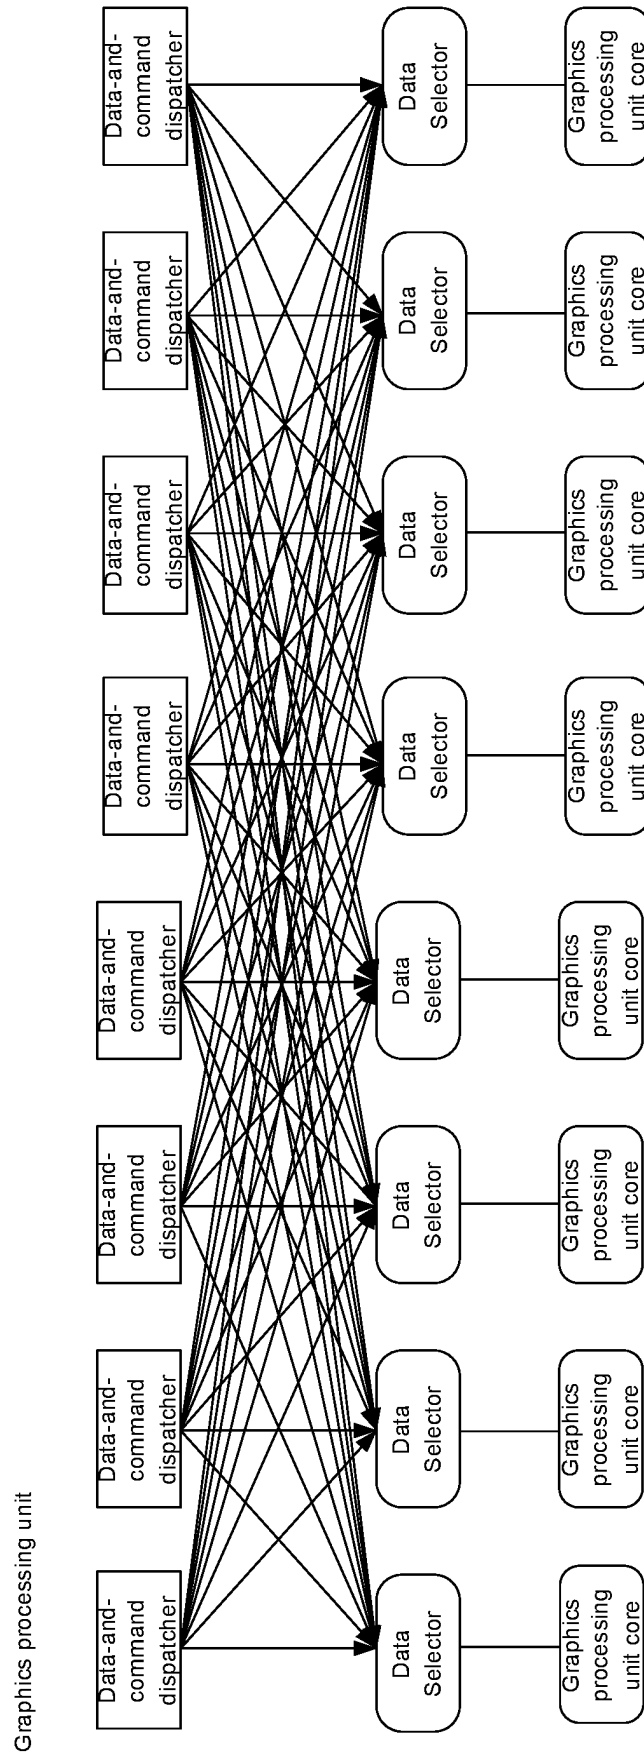 Graphics processing unit
Data-and-
command
dispatcher
Data-and-
command
dispatcher
Data-and-
command
dispatcher
Data-and-
command
dispatcher
Data-and-
command
dispatcher
Data-and-
command
dispatcher
Data-and-
command
dispatcher
Data-and-
command
dispatcher
Data
Selector
Data
Selector
Data
Selector
Data
Selector
Data
Selector
Data
Selector
Data
Selector
Data
Selector
Graphics
processing
unit core
Graphics
processing
unit core
Graphics
processing
unit core
Graphics
processing
unit core
Graphics
processing
unit core
Graphics
processing
unit core
Graphics
processing
unit core
Graphics
processing
unit core